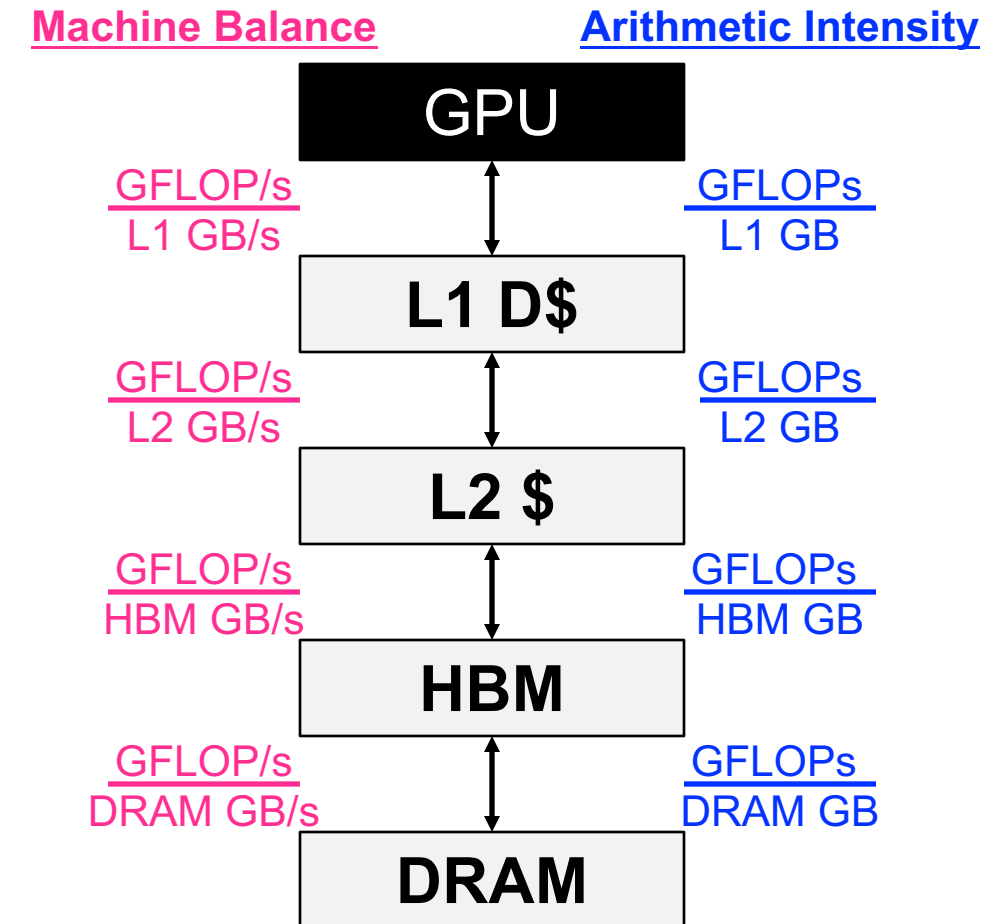 Machine Balance
Arithmetic Intensity
GPU
GFLOP/s
L1 GB/s
GFLOPs
L1 GB
L1 D$
GFLOP/s
L2 GB/s
GFLOPs
L2 GB
L2 $
GFLOP/s
HBM GB/s
GFLOPs
HBM GB
HBM
GFLOP/s
DRAM GB/s
GFLOPs
DRAM GB
DRAM